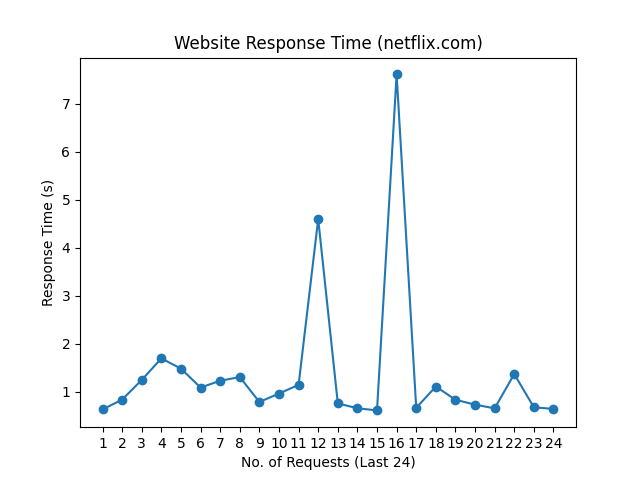 Website Response Time (netflix.com)
Response Time (s)
7
6
5
4
3
2
1
1 2 3 4 5 6 7 8 9 10 11 12 13 14 15 16 17 18 19 20 21 22 23 24
No. of Requests (Last 24)